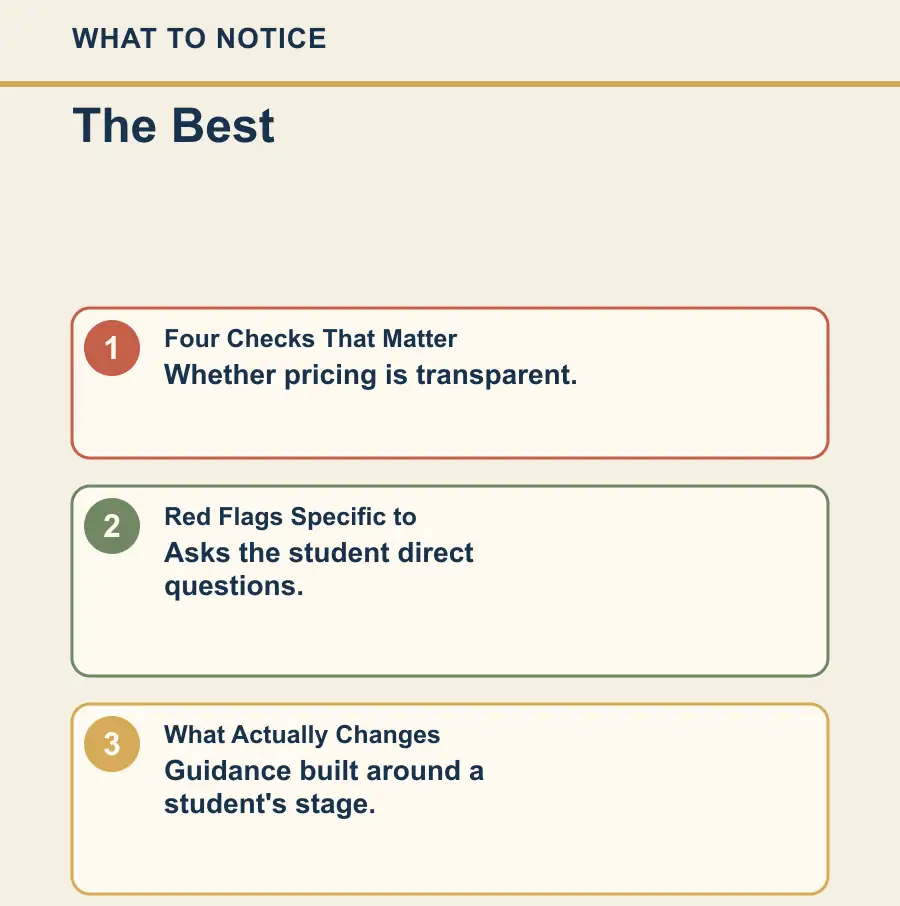 WHAT TO NOTICE
The Best
1
Four Checks That Matter
Whether pricing is transparent.
2
Red Flags Specific to
Asks the student direct
questions.
3
What Actually Changes
Guidance built around a
student's stage.